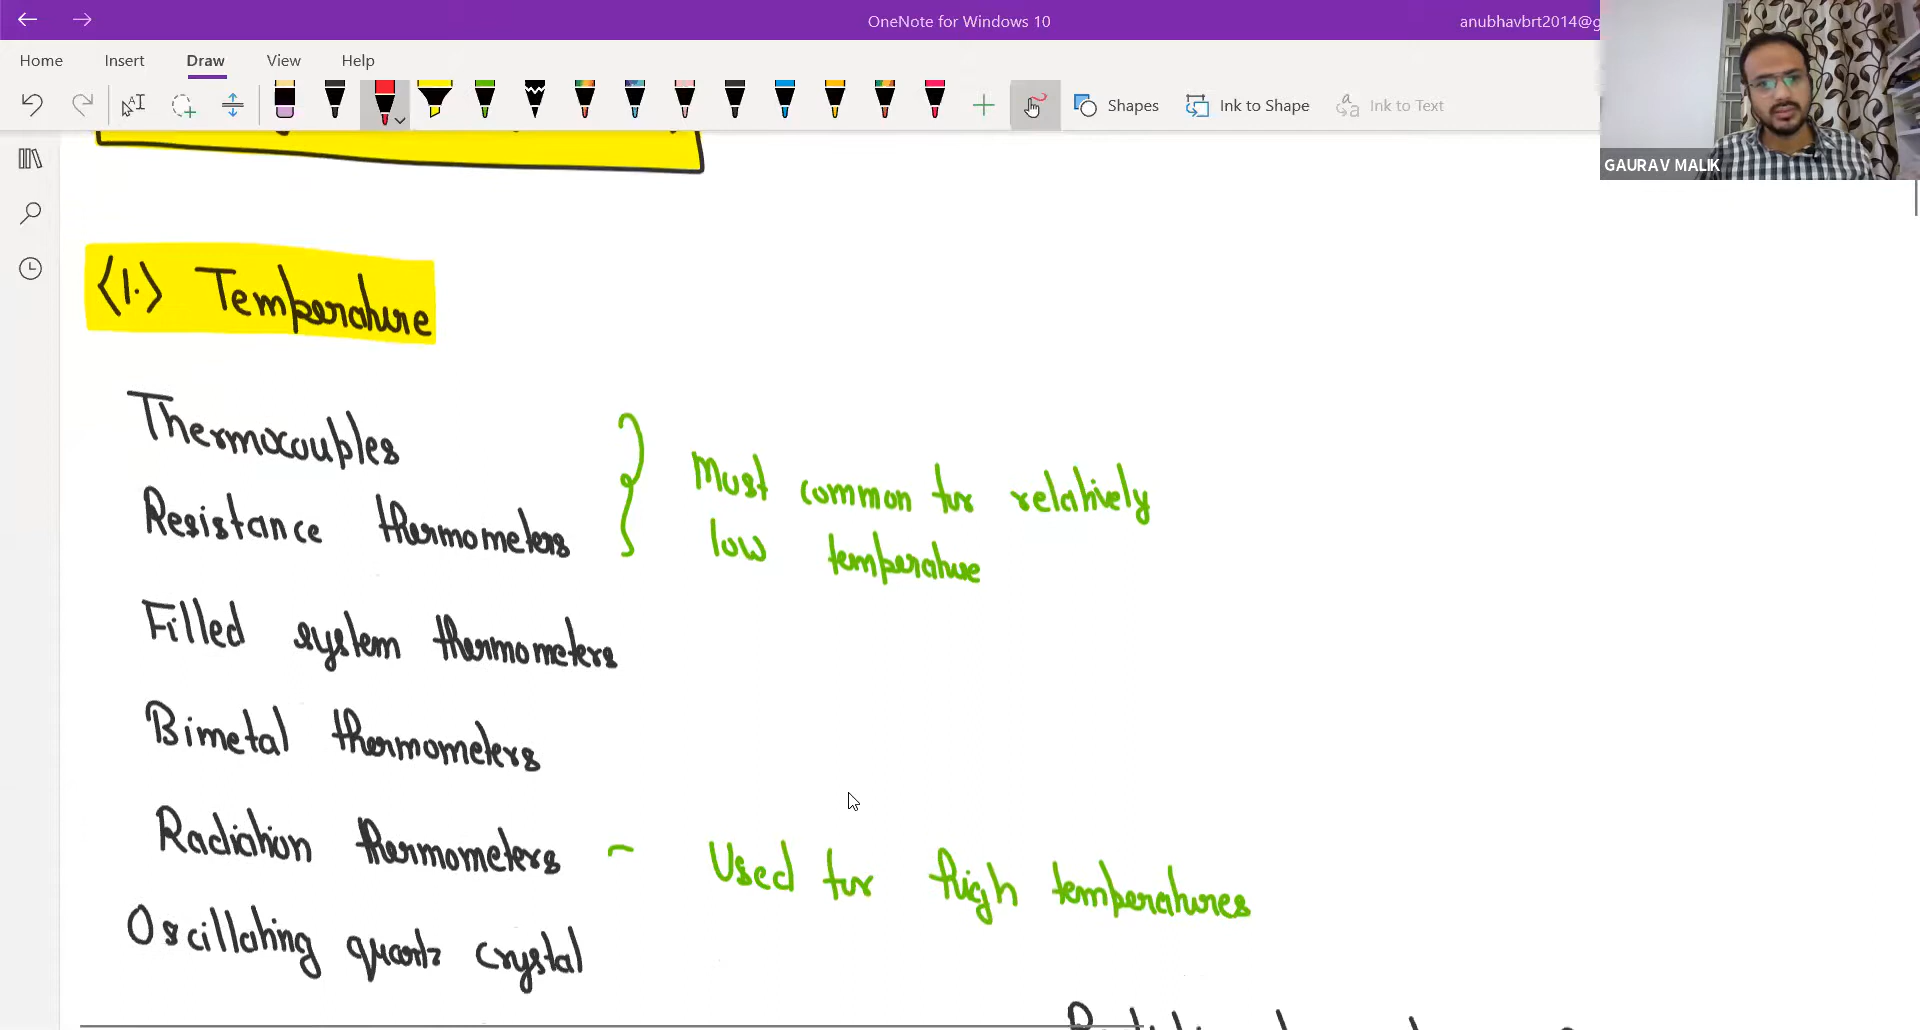 OneNote for Windows 10
anubhavbrt2014@g
Home Insert Draw View Help
Shapes Ink to Shape Ink to Text
GAURAV MALIK
<1.> Temperature
Thermocouples
Resistance thermometers
Most common for relatively
low temperature
Filled system thermometers
Bimetal thermometers
Radiation thermometers - Used for high temperatures
Oscillating quartz crystal